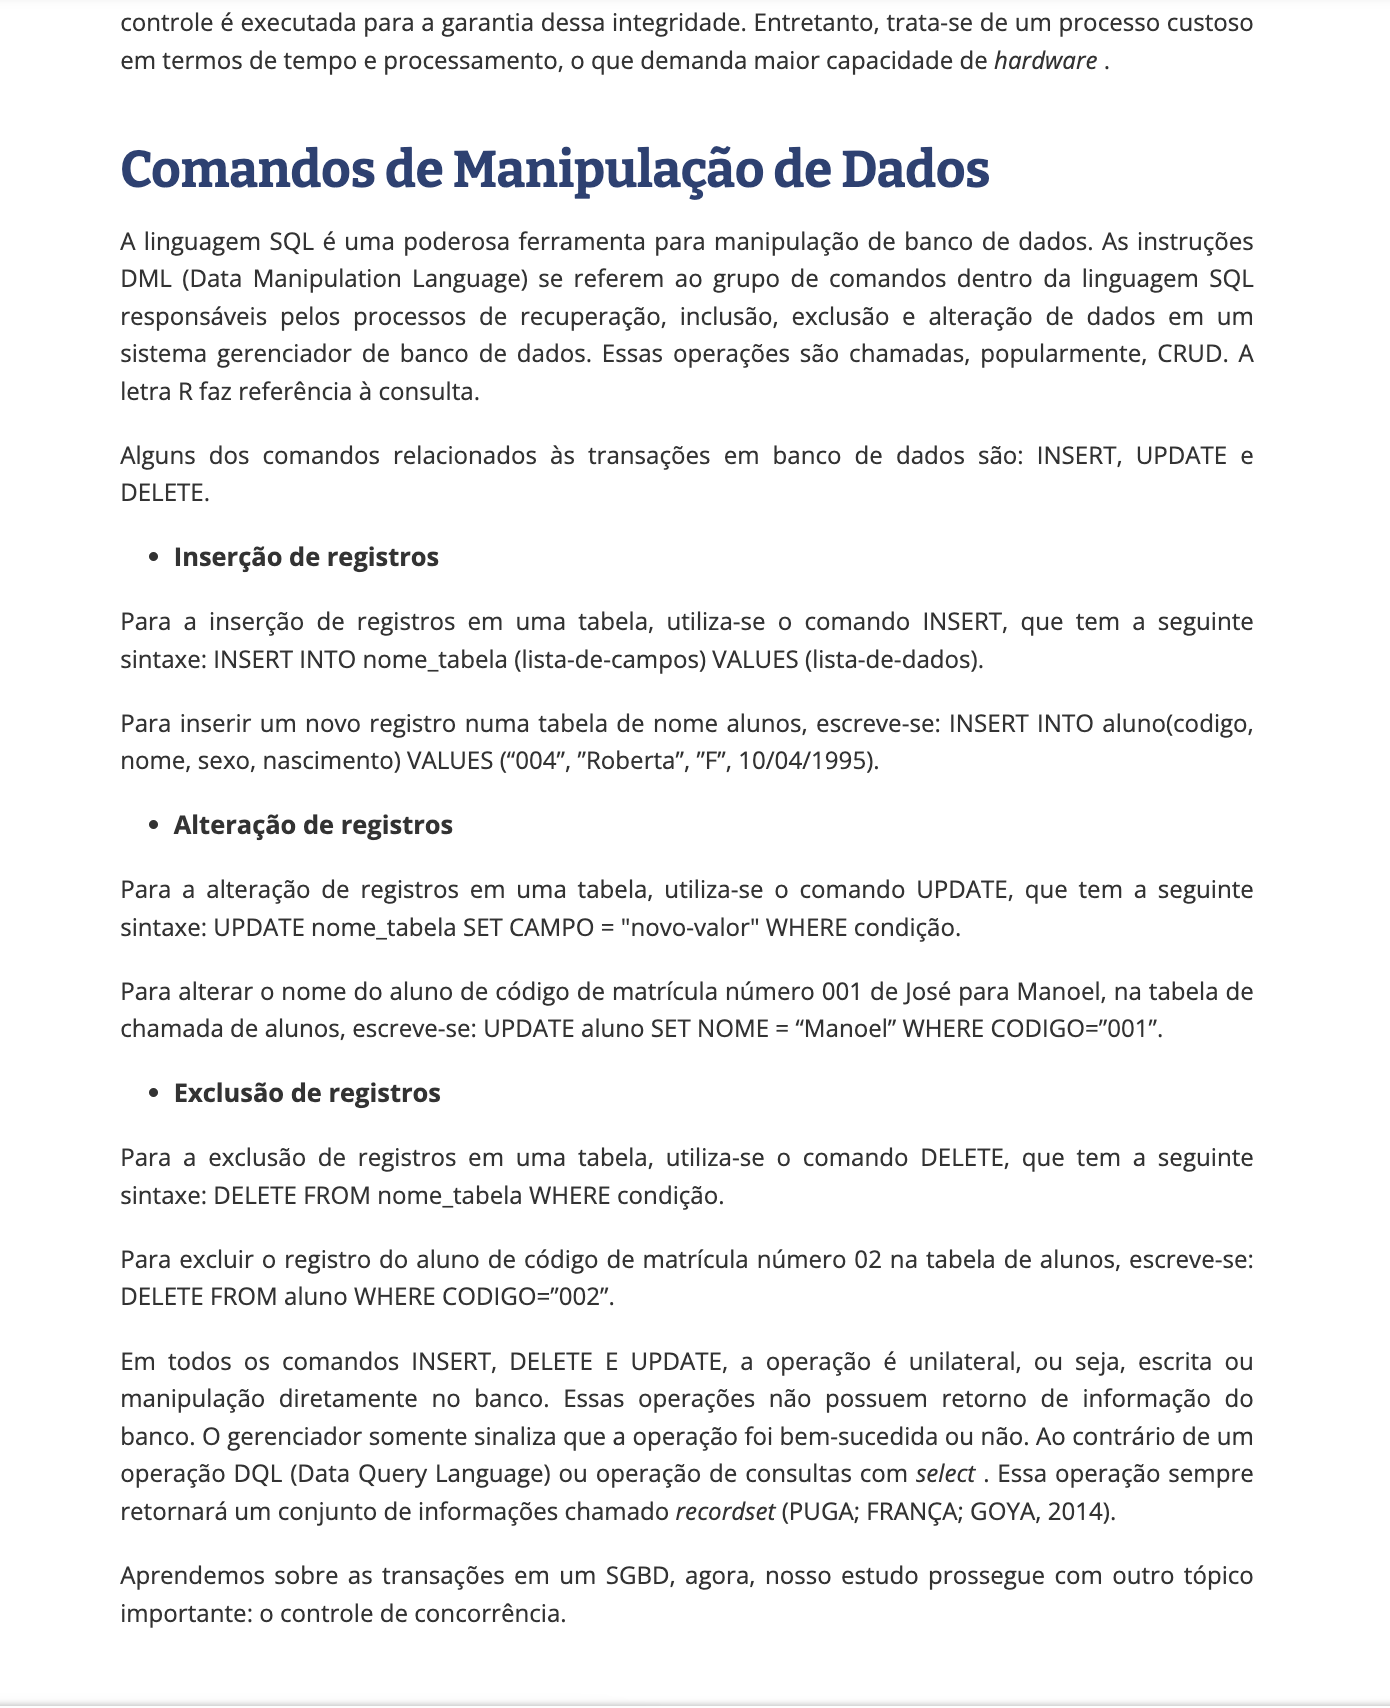 controle é executada para a garantia dessa integridade. Entretanto, trata-se de um processo custoso
em termos de tempo e processamento, o que demanda maior capacidade de hardware .
Comandos de Manipulação de Dados
A linguagem SQL é uma poderosa ferramenta para manipulação de banco de dados. As instruções
DML (Data Manipulation Language) se referem ao grupo de comandos dentro da linguagem SQL
responsáveis pelos processos de recuperação, inclusão, exclusão e alteração de dados em um
sistema gerenciador de banco de dados. Essas operações são chamadas, popularmente, CRUD. A
letra R faz referência à consulta.
Alguns dos comandos relacionados às transações em banco de dados são: INSERT, UPDATE e
DELETE.
• Inserção de registros
Para a inserção de registros em uma tabela, utiliza-se o comando INSERT, que tem a seguinte
sintaxe: INSERT INTO nome_tabela (lista-de-campos) VALUES (lista-de-dados).
Para inserir um novo registro numa tabela de nome alunos, escreve-se: INSERT INTO aluno(codigo,
nome, sexo, nascimento) VALUES (“004”, ”Roberta”, ”F”, 10/04/1995).
• Alteração de registros
Para a alteração de registros em uma tabela, utiliza-se o comando UPDATE, que tem a seguinte
sintaxe: UPDATE nome_tabela SET CAMPO = "novo-valor" WHERE condição.
Para alterar o nome do aluno de código de matrícula número 001 de José para Manoel, na tabela de
chamada de alunos, escreve-se: UPDATE aluno SET NOME = “Manoel” WHERE CODIGO=”001”.
• Exclusão de registros
Para a exclusão de registros em uma tabela, utiliza-se o comando DELETE, que tem a seguinte
sintaxe: DELETE FROM nome_tabela WHERE condição.
Para excluir o registro do aluno de código de matrícula número 02 na tabela de alunos, escreve-se:
DELETE FROM aluno WHERE CODIGO=”002”.
Em todos os comandos INSERT, DELETE E UPDATE, a operação é unilateral, ou seja, escrita ou
manipulação diretamente no banco. Essas operações não possuem retorno de informação do
banco. O gerenciador somente sinaliza que a operação foi bem-sucedida ou não. Ao contrário de um
operação DQL (Data Query Language) ou operação de consultas com select . Essa operação sempre
retornará um conjunto de informações chamado recordset (PUGA; FRANÇA; GOYA, 2014).
Aprendemos sobre as transações em um SGBD, agora, nosso estudo prossegue com outro tópico
importante: o controle de concorrência.